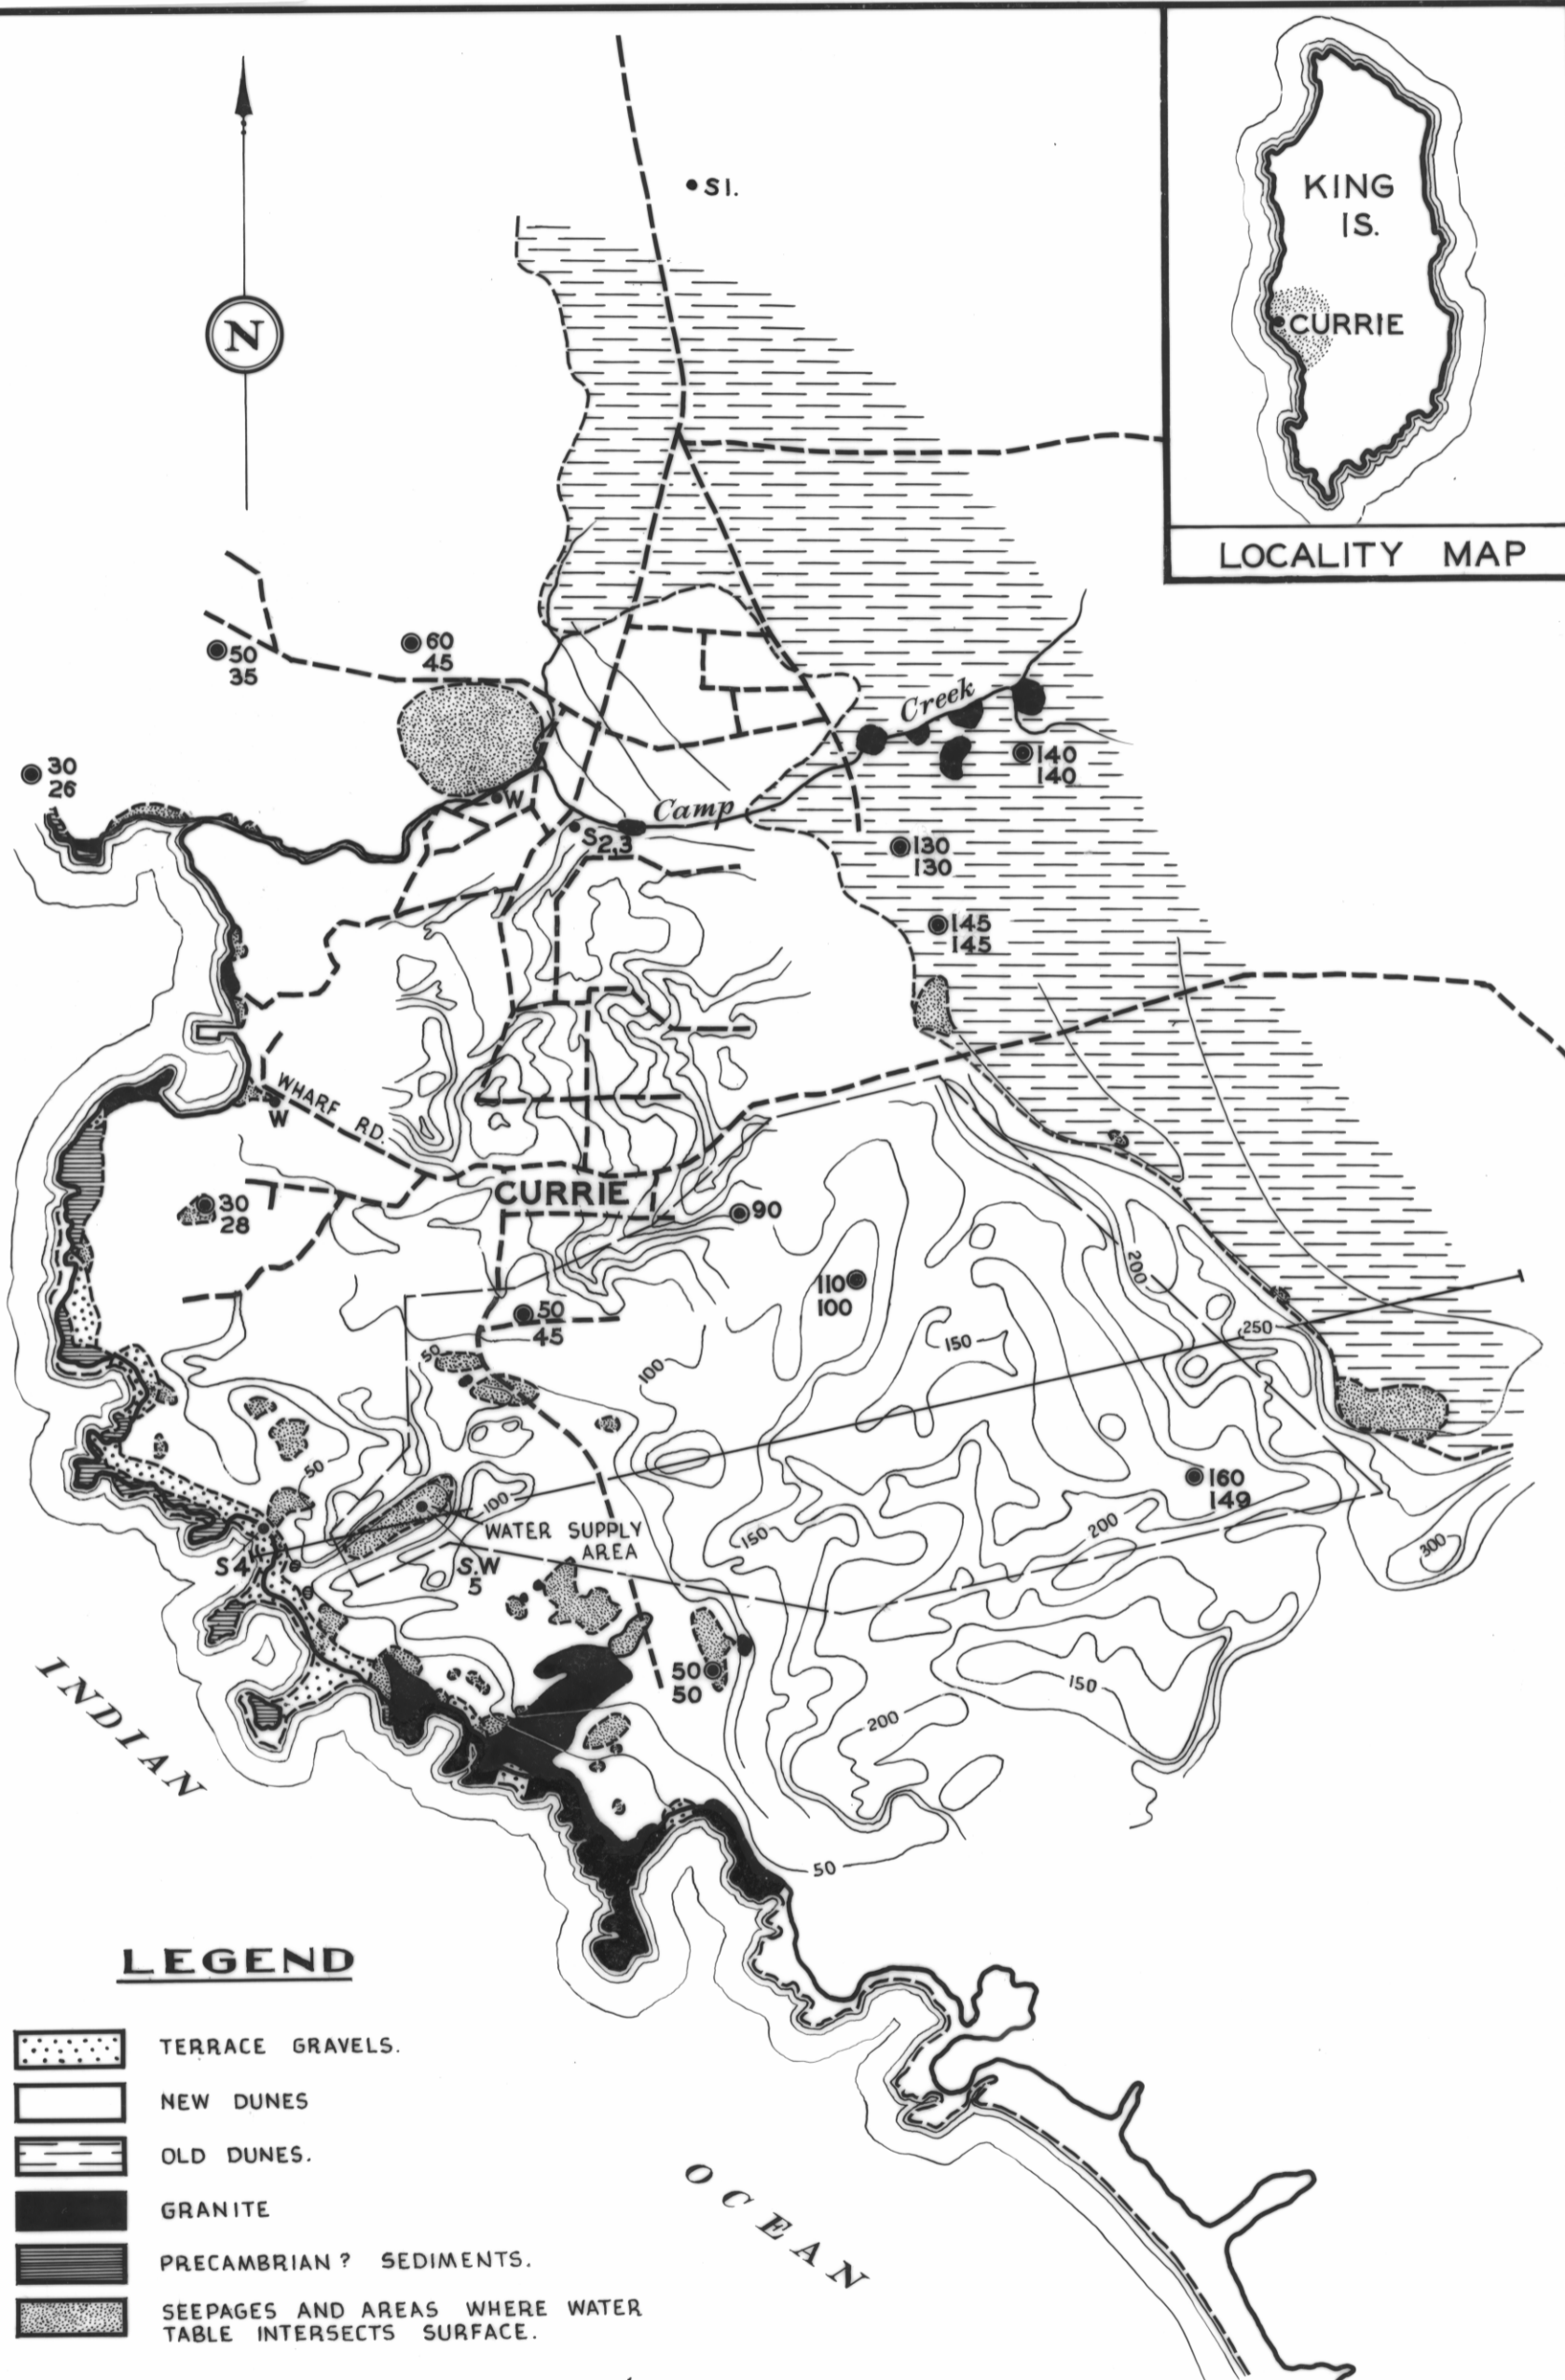 S1.
KING
IS.
CURRIE
LOCALITY MAP
N
60
45
50
35
30
26
W
Creek
Camp
140
140
S2,3
130
130
145
145
WHARF RD.
W
30
28
CURRIE
90
200
110
100
50
45
50
100
150
250
50
100
160
149
WATER SUPPLY
AREA
150
200
300
S4
S.W
5
50
50
150
200
50
INDIAN
OCEAN
LEGEND
TERRACE GRAVELS.
NEW DUNES
OLD DUNES.
GRANITE
PRECAMBRIAN? SEDIMENTS.
SEEPAGES AND AREAS WHERE WATER
TABLE INTERSECTS SURFACE.